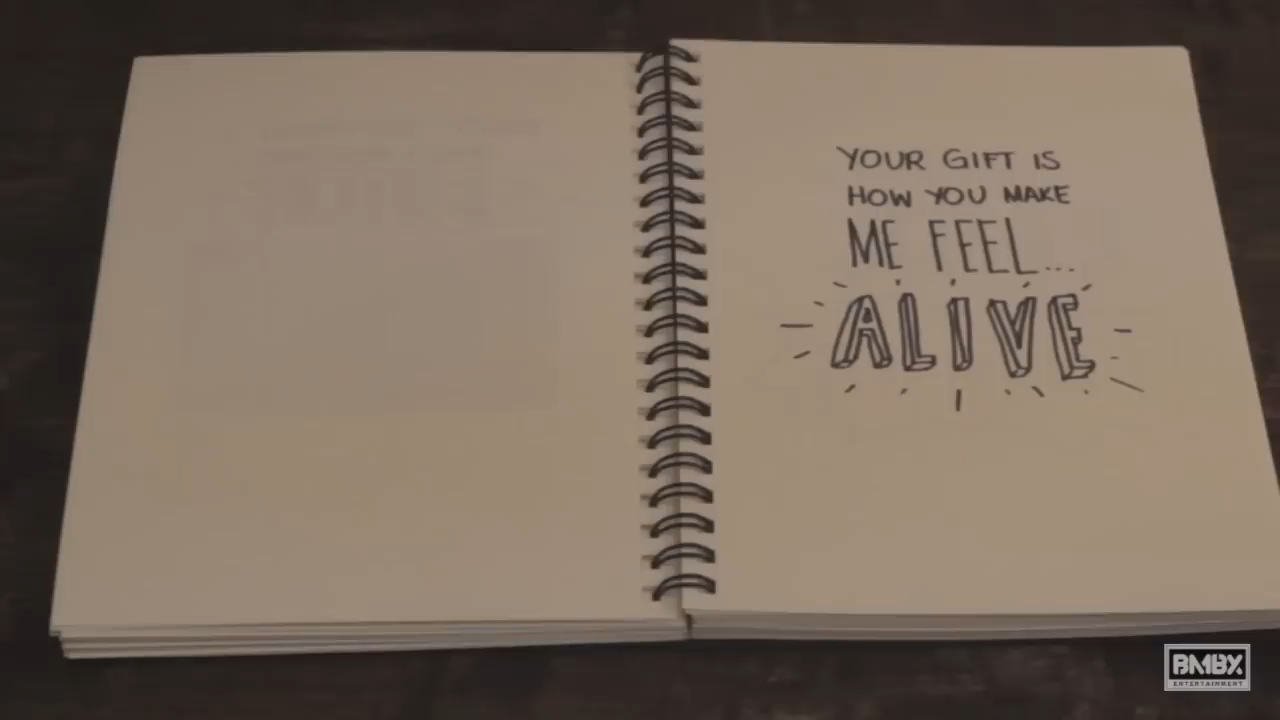 YOUR GIFT IS
HOW YOU MAKE
ME FEEL...
ALIVE
BMBX
ENTERTAINMENT